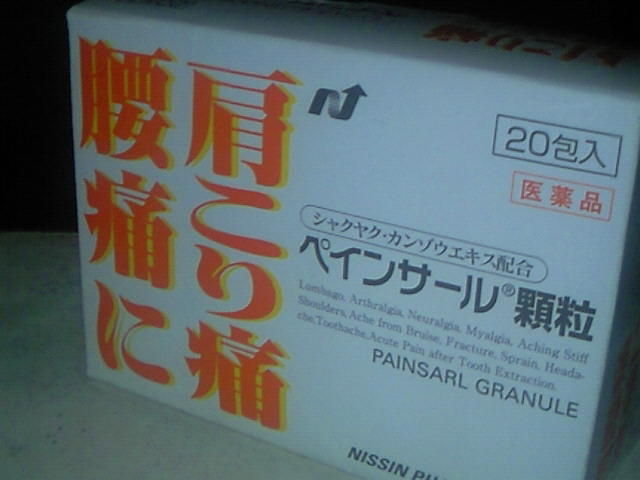 肩こり痛
腰痛に
20包入
医薬品
シャクヤク・カンゾウエキス配合
ペインサール®顆粒
Lumbago, Arthralgia, Neuralgia, Myalgia, Aching Stiff
Shoulders, Ache from Bruise, Fracture, Sprain, Heada-
che,Toothache,Acute Pain after Tooth Extraction.
PAINSARL GRANULE
NISSIN